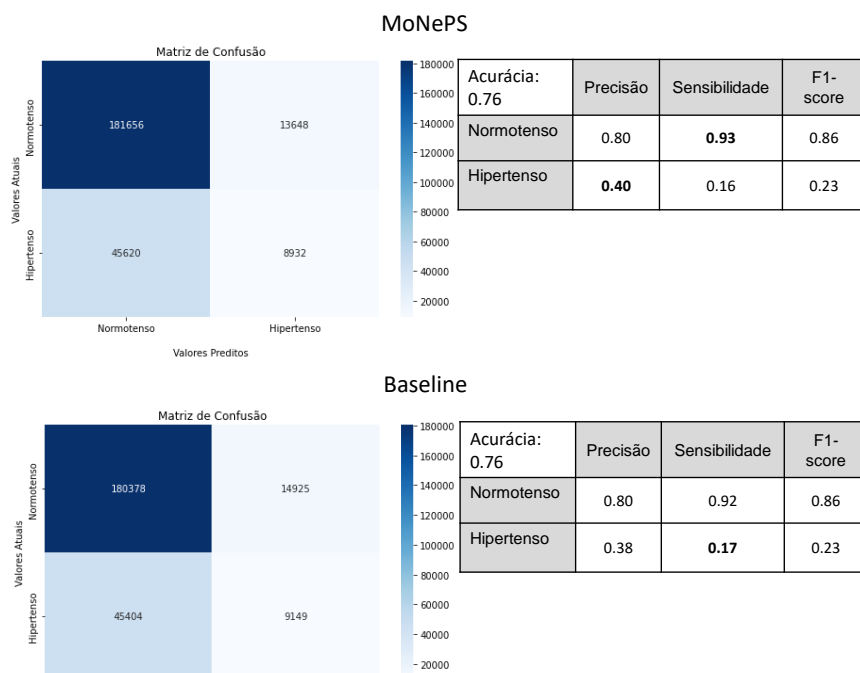 MoNePS
Matriz de Confusão
Valores Atuais
Normotenso
Hipertenso
181656
13648
45620
8932
Normotenso
Hipertenso
Valores Preditos
180000
160000
140000
120000
100000
80000
60000
40000
20000
Acurácia:
0.76
Precisão
Sensibilidade
F1-
score
Normotenso
0.80
0.93
0.86
Hipertenso
0.40
0.16
0.23
Baseline
Matriz de Confusão
Valores Atuais
Normotenso
Hipertenso
180378
14925
45404
9149
180000
160000
140000
120000
100000
80000
60000
40000
20000
Acurácia:
0.76
Precisão
Sensibilidade
F1-
score
Normotenso
0.80
0.92
0.86
Hipertenso
0.38
0.17
0.23